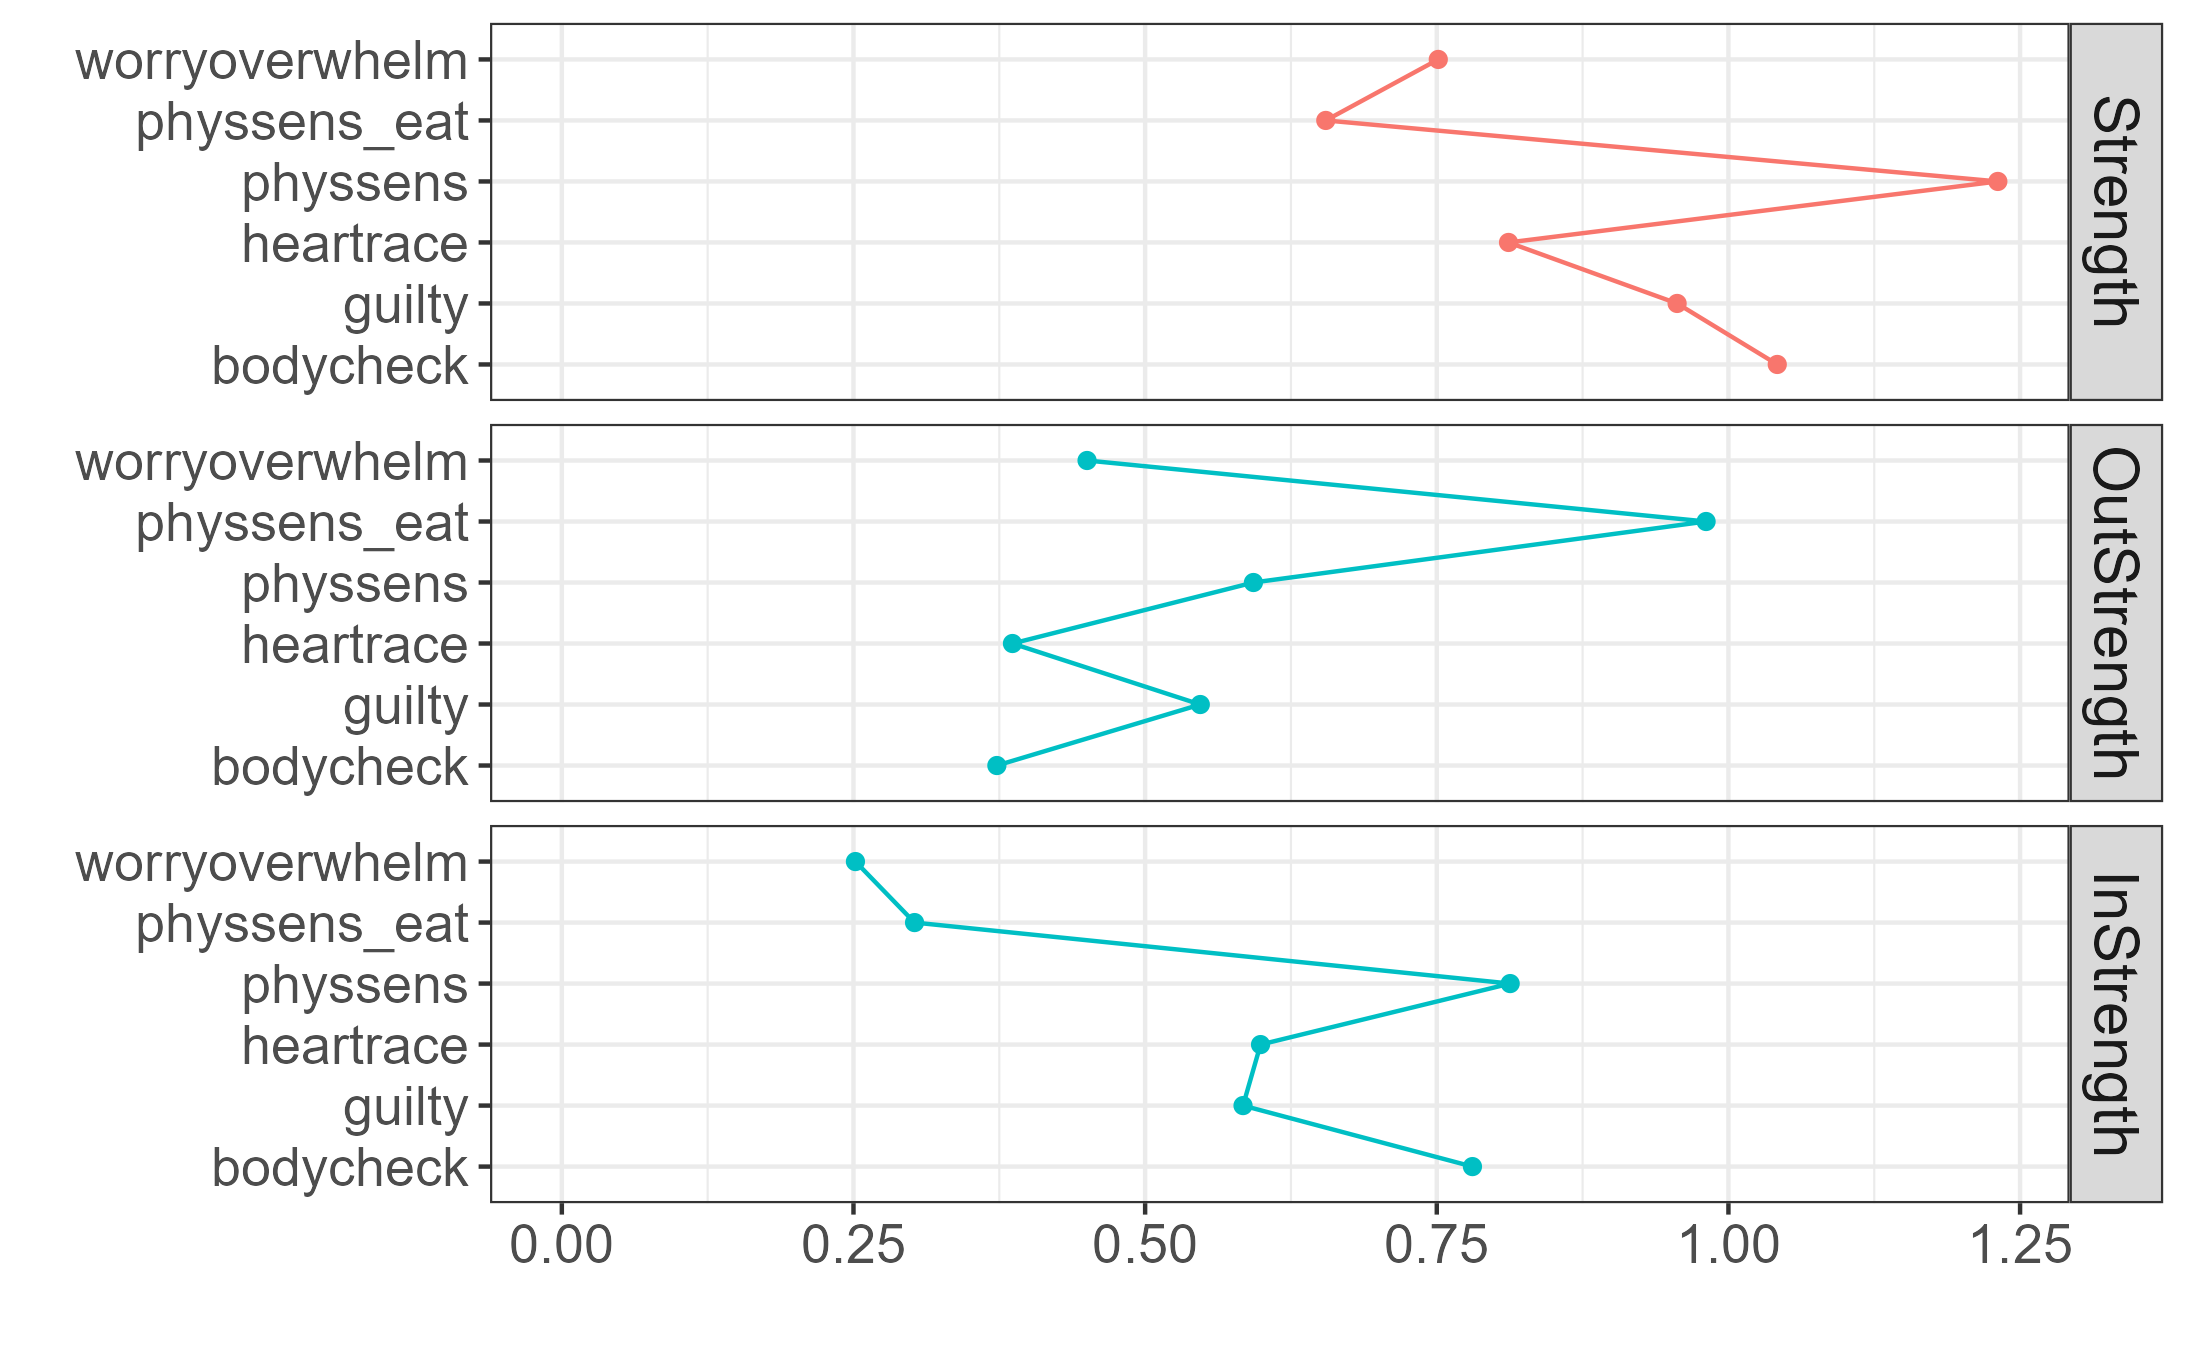 worryoverwhelm
physsens_eat
physsens
heartrace
guilty
bodycheck
Strength
worryoverwhelm
physsens_eat
physsens
heartrace
guilty
bodycheck
OutStrength
worryoverwhelm
physsens_eat
physsens
heartrace
guilty
bodycheck
InStrength
0.00 0.25 0.50 0.75 1.00 1.25